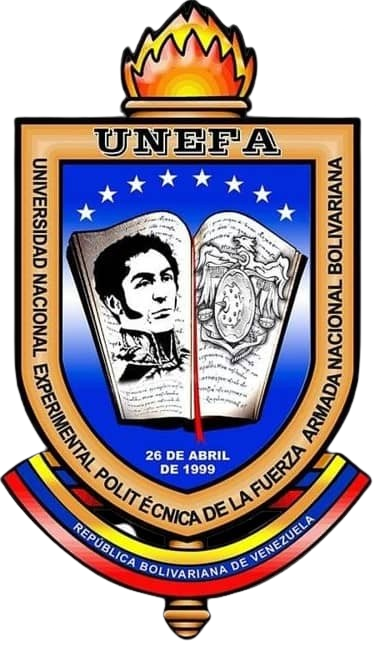 UNEFA
UNIVERSIDAD NACIONAL EXPERIMENTAL POLITÉCNICA DE LA FUERZA ARMADA NACIONAL BOLIVARIANA
26 DE ABRIL
DE 1999
REPÚBLICA BOLIVARIANA DE VENEZUELA